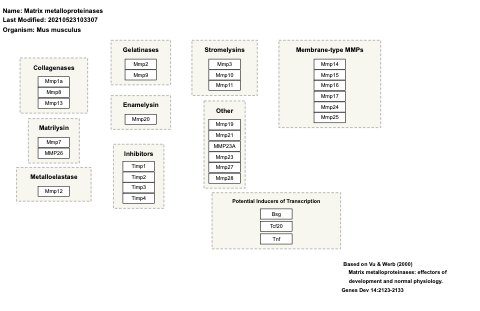 Name: Matrix metalloproteinases
Last Modified: 20210523103307
Organism: Mus musculus
Collagenases
Mmp1a
Mmp8
Mmp13
Matrilysin
Mmp7
MMP26
Metalloelastase
Mmp12
Gelatinases
Mmp2
Mmp9
Enamelysin
Mmp20
Inhibitors
Timp1
Timp2
Timp3
Timp4
Stromelysins
Mmp3
Mmp10
Mmp11
Other
Mmp19
Mmp21
MMP23A
Mmp23
Mmp27
Mmp28
Membrane-type MMPs
Mmp14
Mmp15
Mmp16
Mmp17
Mmp24
Mmp25
Potential Inducers of Transcription
Bsg
Tcf20
Tnf
Based on Vu & Werb (2000)
Matrix metalloproteinases: effectors of
development and normal physiology.
Genes Dev 14:2123-2133